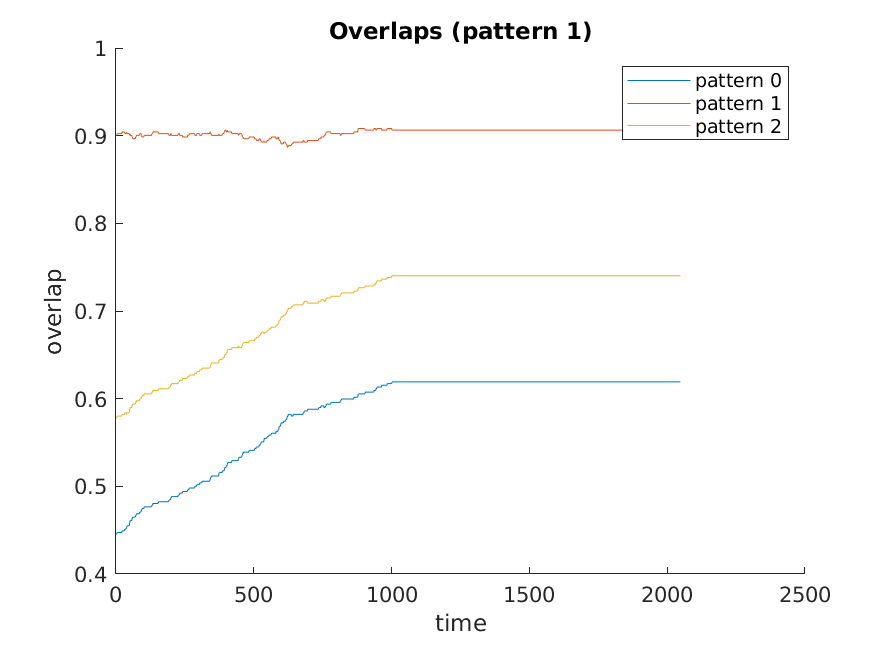 Overlaps (pattern 1)
1
0.9
0.8
0.7
0.6
0.5
0.4
overlap
pattern 0
pattern 1
pattern 2
0 500 1000 1500 2000 2500
time